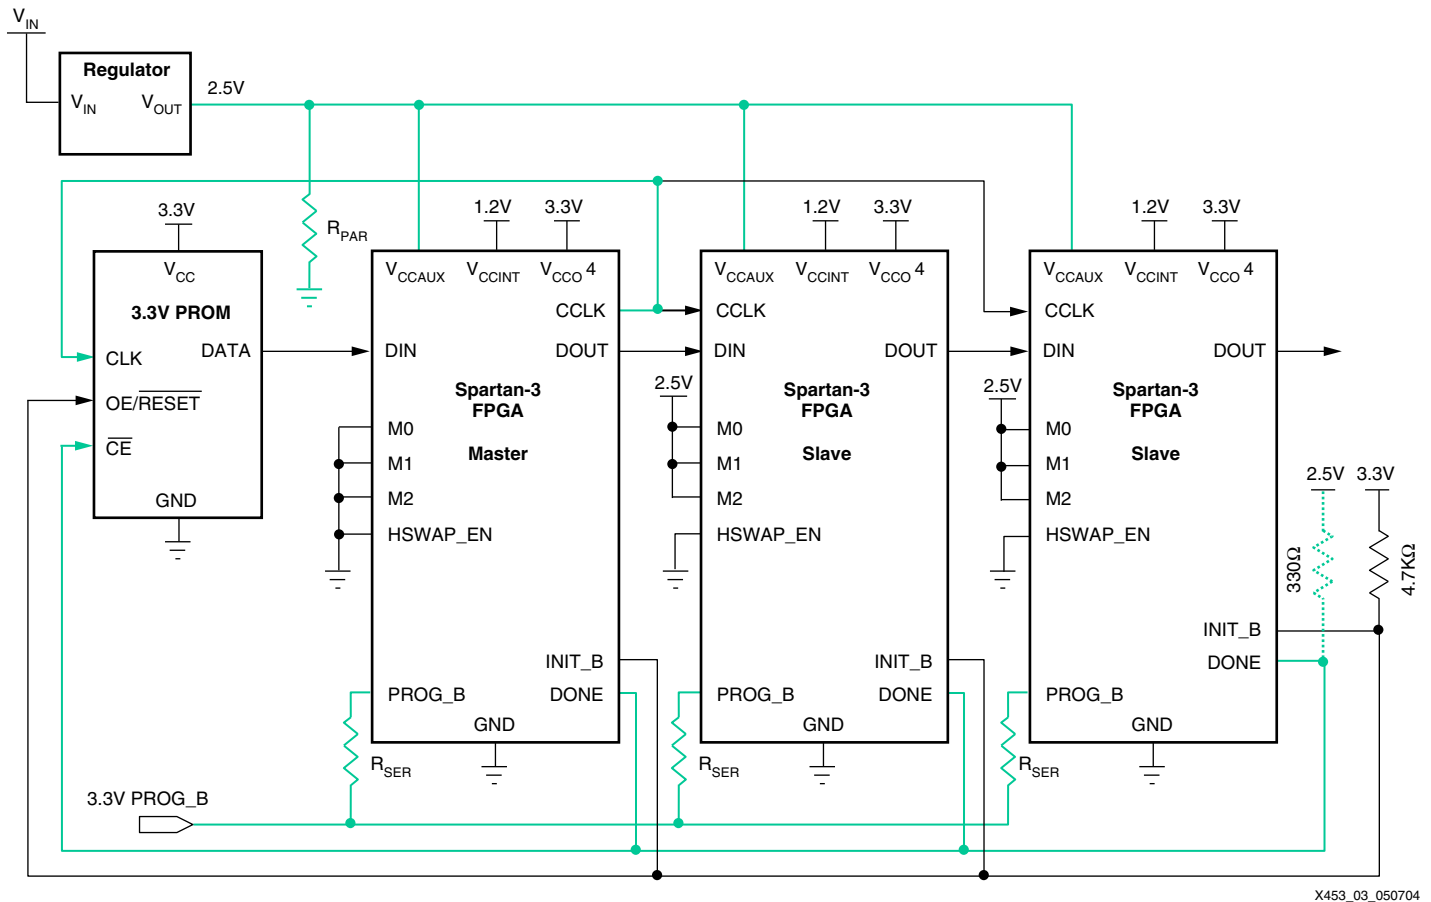 VIN
Regulator
VIN
VOUT
2.5V
3.3V
VCC
3.3V PROM
CLK
DATA
OE/RESET
CE
GND
RPAR
1.2V
3.3V
VCCAUX
VCCINT
VCCO 4
CCLK
DIN
DOUT
Spartan-3
FPGA
Master
M0
M1
M2
HSWAP_EN
INIT_B
PROG_B
DONE
GND
RSER
1.2V
3.3V
VCCAUX
VCCINT
VCCO 4
CCLK
DIN
DOUT
2.5V
Spartan-3
FPGA
Slave
M0
M1
M2
HSWAP_EN
INIT_B
PROG_B
DONE
GND
RSER
1.2V
3.3V
VCCAUX
VCCINT
VCCO 4
CCLK
DIN
DOUT
2.5V
Spartan-3
FPGA
Slave
M0
M1
M2
HSWAP_EN
INIT_B
DONE
PROG_B
GND
RSER
2.5V
3.3V
330Ω
4.7KΩ
3.3V PROG_B
X453_03_050704